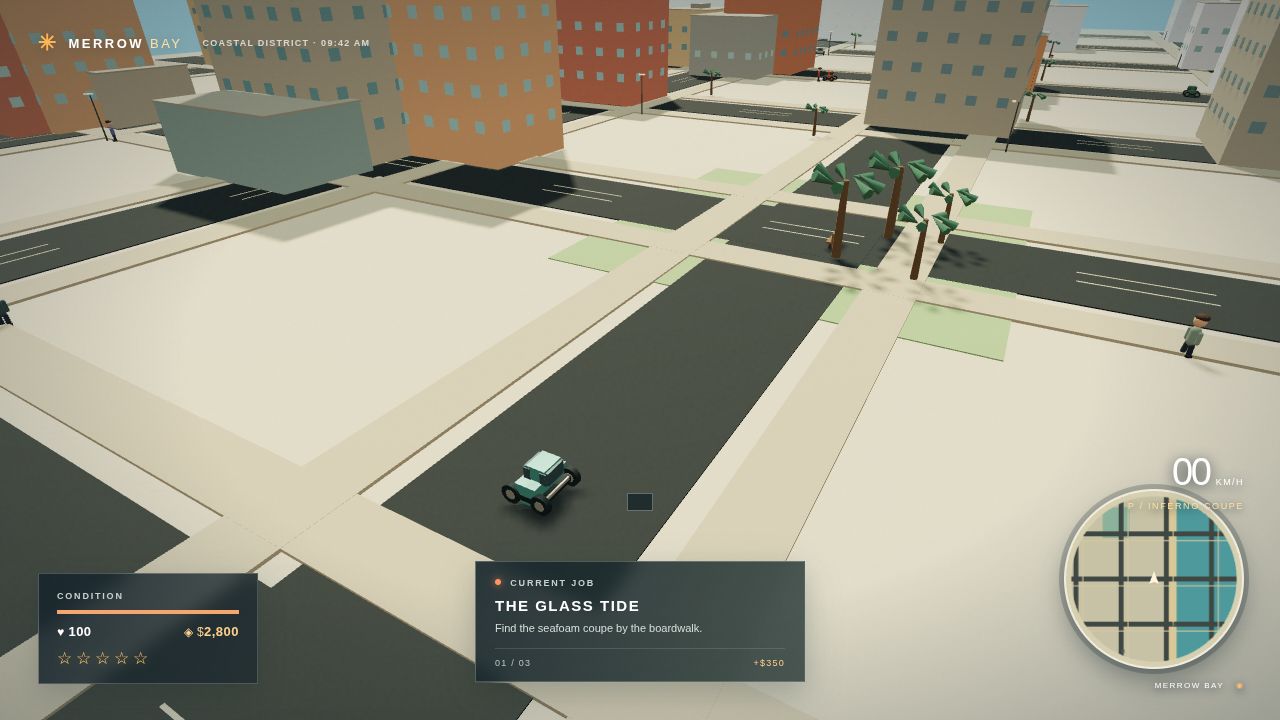 MERROW BAY
COASTAL DISTRICT · 09:42 AM
00 KM/H
P / INFERNO COUPE
CONDITION
♥ 100
◈ $2,800
☆☆☆☆☆
CURRENT JOB
THE GLASS TIDE
Find the seafoam coupe by the boardwalk.
01 / 03
+$350
MERROW BAY